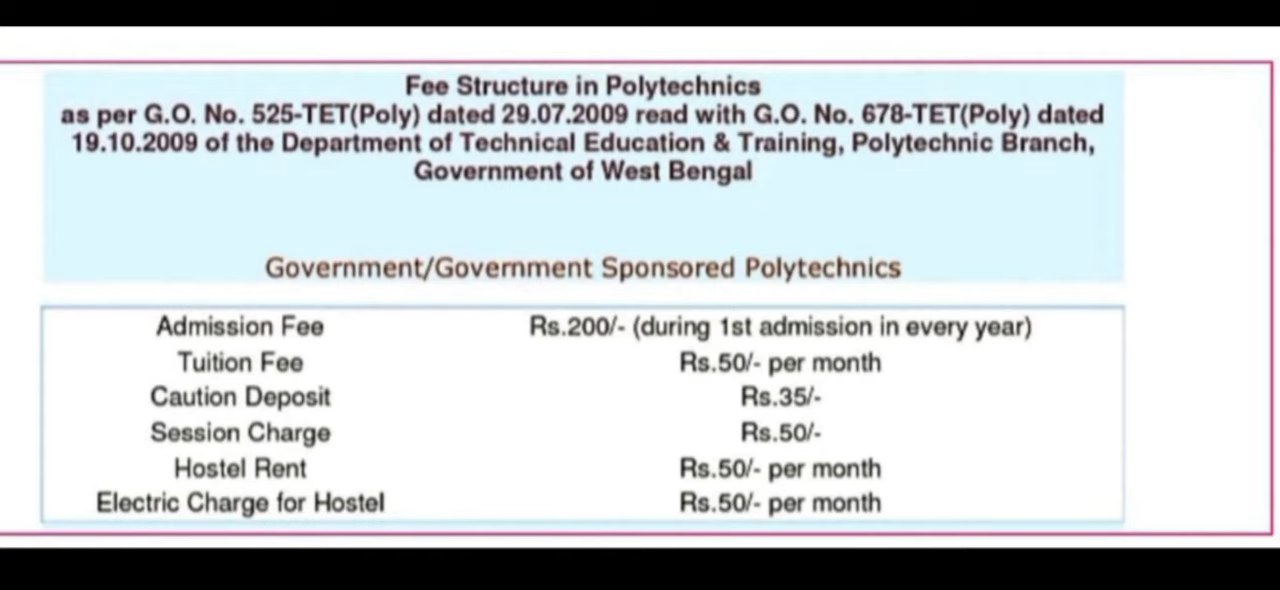 Fee Structure in Polytechnics
as per G.O. No. 525-TET(Poly) dated 29.07.2009 read with G.O. No. 678-TET(Poly) dated
19.10.2009 of the Department of Technical Education & Training, Polytechnic Branch,
Government of West Bengal
Government/Government Sponsored Polytechnics
Admission Fee Rs.200/- (during 1st admission in every year)
Tuition Fee Rs.50/- per month
Caution Deposit Rs.35/-
Session Charge Rs.50/-
Hostel Rent Rs.50/- per month
Electric Charge for Hostel Rs.50/- per month